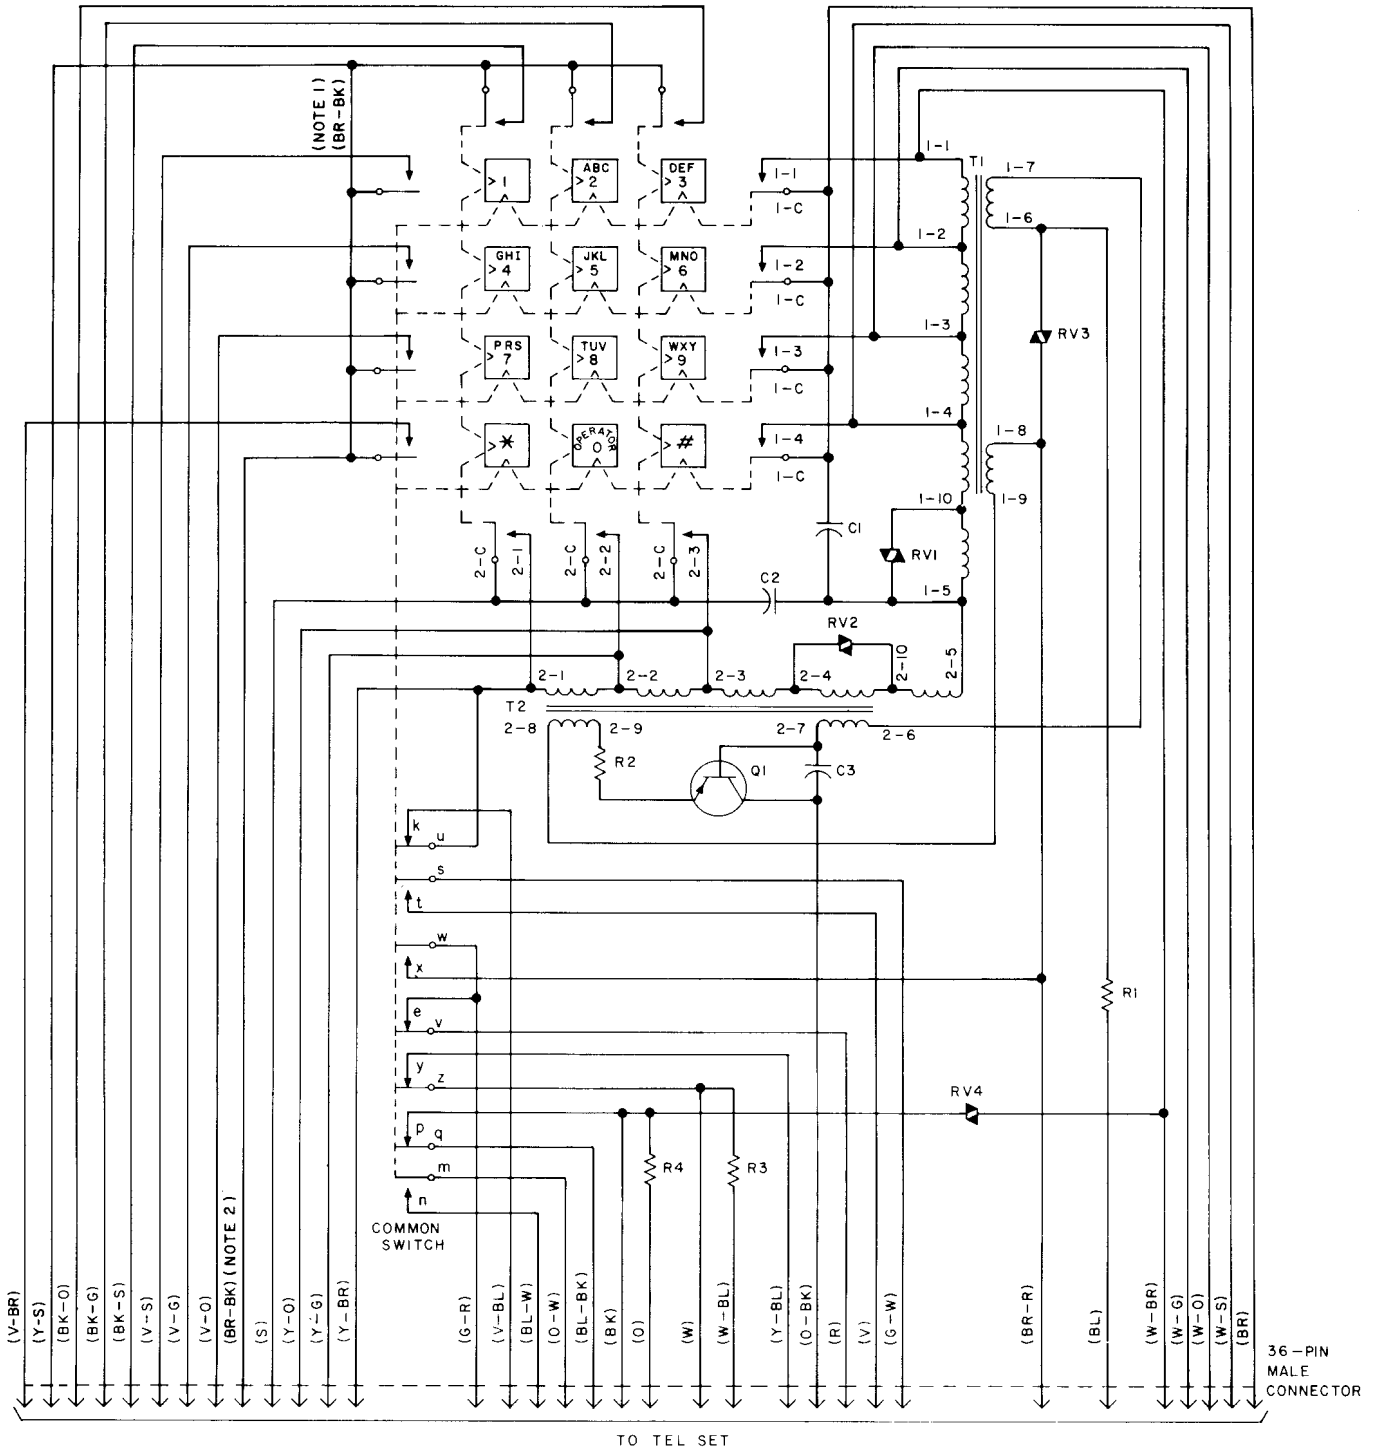 (NOTE 1)
(BR-BK)
1
ABC
2
DEF
3
GHI
4
JKL
5
MNO
6
PRS
7
TUV
8
WXY
9
*
OPERATOR
0
#
1-1
1-C
1-2
1-C
1-3
1-C
1-4
1-C
1-1
T1
1-7
1-6
1-2
1-3
RV3
1-4
1-8
1-10
1-9
C1
RV1
1-5
2-C
2-1
2-C
2-2
2-C
2-3
C2
RV2
2-1
2-2
2-3
2-4
2-10
2-5
T2
2-8
2-9
2-7
2-6
R2
Q1
C3
k
u
s
t
w
x
e
v
y
z
p
q
m
n
R1
RV4
R4
R3
COMMON
SWITCH
(V-BR)
(Y-S)
(BK-O)
(BK-G)
(BK-S)
(V-S)
(V-G)
(V-O)
(BR-BK) (NOTE 2)
(S)
(Y-O)
(Y-G)
(Y-BR)
(G-R)
(V-BL)
(BL-W)
(O-W)
(BL-BK)
(BK)
(O)
(W)
(W-BL)
(Y-BL)
(O-BK)
(R)
(V)
(G-W)
(BR-R)
(BL)
(W-BR)
(W-G)
(W-O)
(W-S)
(BR)
36-PIN
MALE
CONNECTOR
TO TEL SET